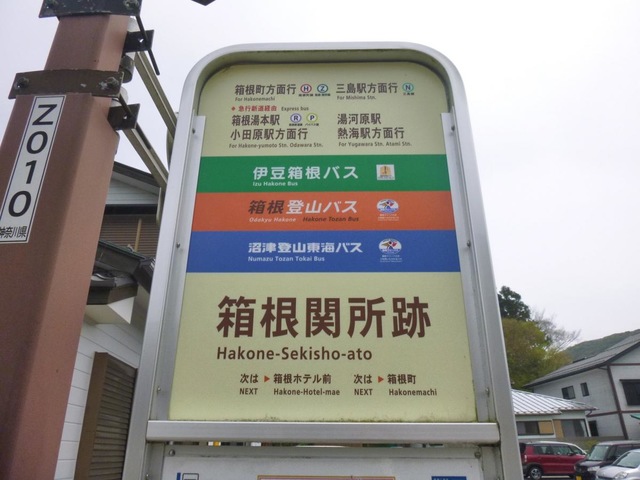 箱根町方面行 H Z 三島駅方面行 N
For Hakonemachi For Mishima Stn.
急行新道経由 Express bus
箱根湯本駅 R P 湯河原駅
小田原駅方面行 熱海駅方面行
For Hakone-yumoto Stn. Odawara Stn. For Yugawara Stn. Atami Stn.
伊豆箱根バス
Izu Hakone Bus
箱根登山バス
Odakyu Hakone Hakone Tozan Bus
沼津登山東海バス
Numazu Tozan Tokai Bus
箱根関所跡
Hakone-Sekisho-ato
次は ▶ 箱根ホテル前 次は ▶ 箱根町
NEXT Hakone-Hotel-mae NEXT Hakonemachi
Z010
神奈川県